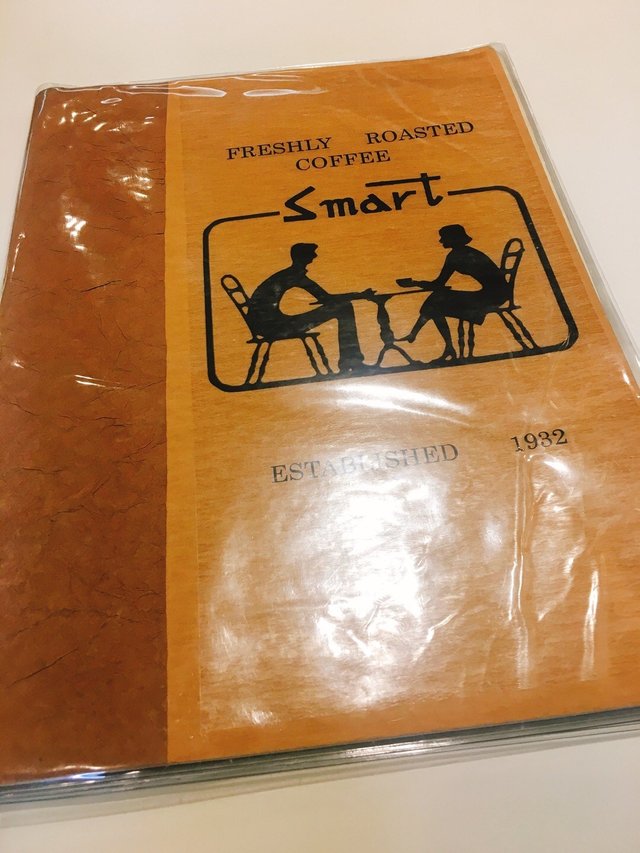 FRESHLY ROASTED
COFFEE
Smart
ESTABLISHED 1932